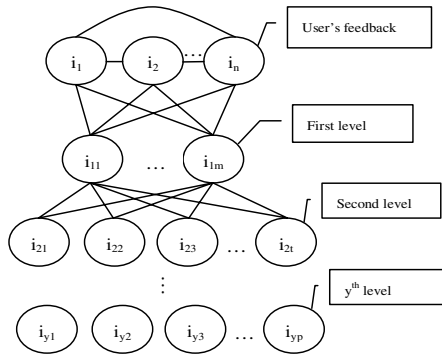 User's feedback
i1 i2 ... in
First level
i11 ... i1m
Second level
i21 i22 i23 ... i2t
⋮
yth level
iy1 iy2 iy3 ... iyp